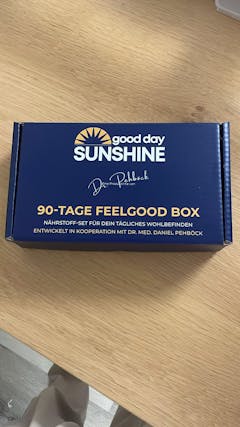 good day
SUNSHINE
90-TAGE FEELGOOD BOX
NÄHRSTOFF-SET FÜR DEIN TÄGLICHES WOHLBEFINDEN
ENTWICKELT IN KOOPERATION MIT DR. MED. DANIEL PEHBÖCK